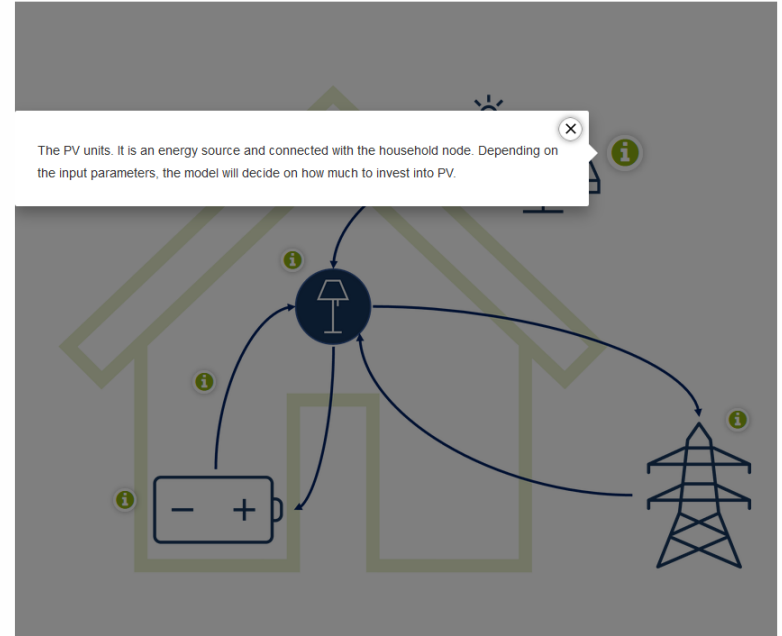 The PV units. It is an energy source and connected with the household node. Depending on
the input parameters, the model will decide on how much to invest into PV.